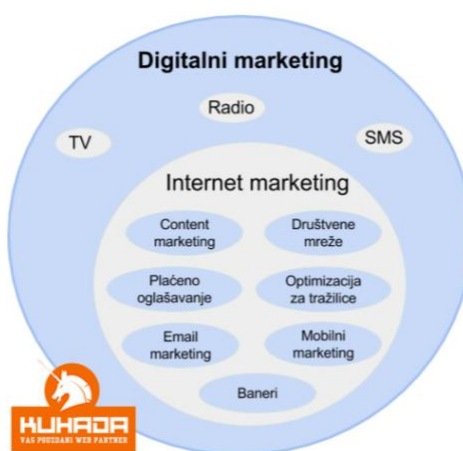 Digitalni marketing
Radio
TV
SMS
Internet marketing
Content
marketing
Društvene
mreže
Plaćeno
oglašavanje
Optimizacija
za tražilice
Email
marketing
Mobilni
marketing
Baneri
KUHADA
VAŠ POUZDANI WEB PARTNER